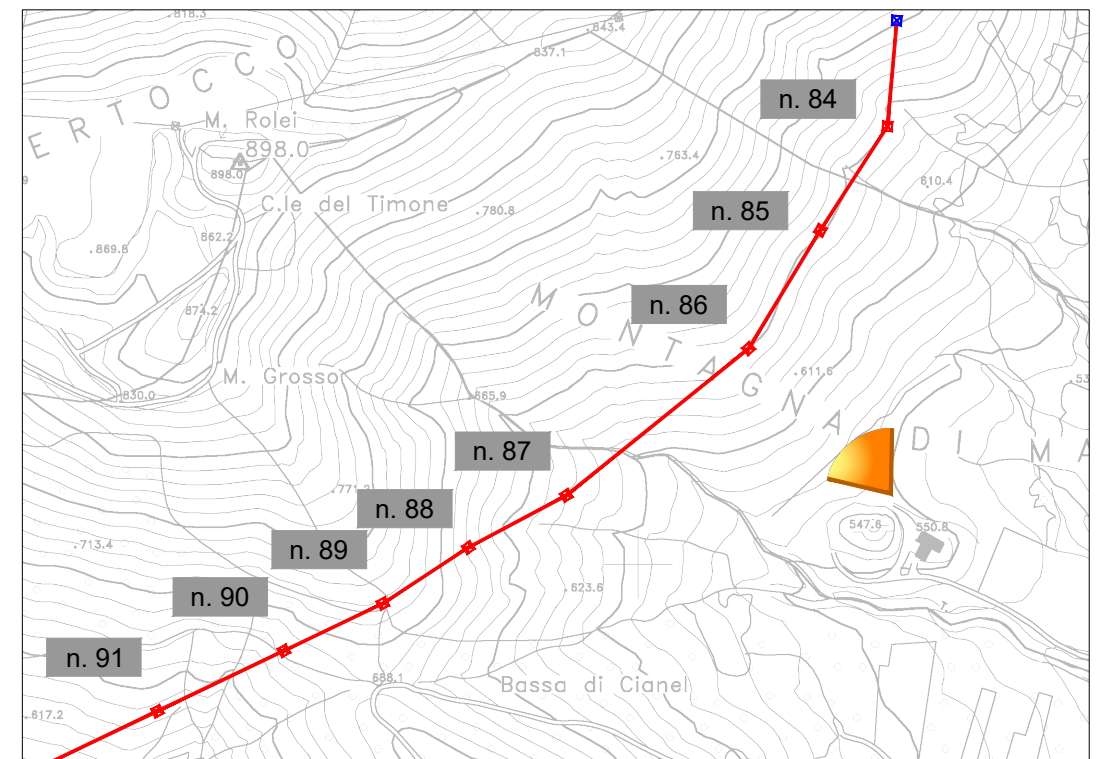 .818.3
843.4
837.1
ERTOCCO
n. 84
M. Rolei
898.0
.763.4
898.0
610.4
9
C.le del Timone
.780.8
n. 85
862.2
.869.8
MONTAGNA DI MA
n. 86
874.2
.611.6
M. Grosso
.53
830.0
665.9
n. 87
.771.2
n. 88
547.6
550.8
.713.4
n. 89
.623.6
n. 90
T.
n. 91
688.1
Bassa di Cianel
.617.2